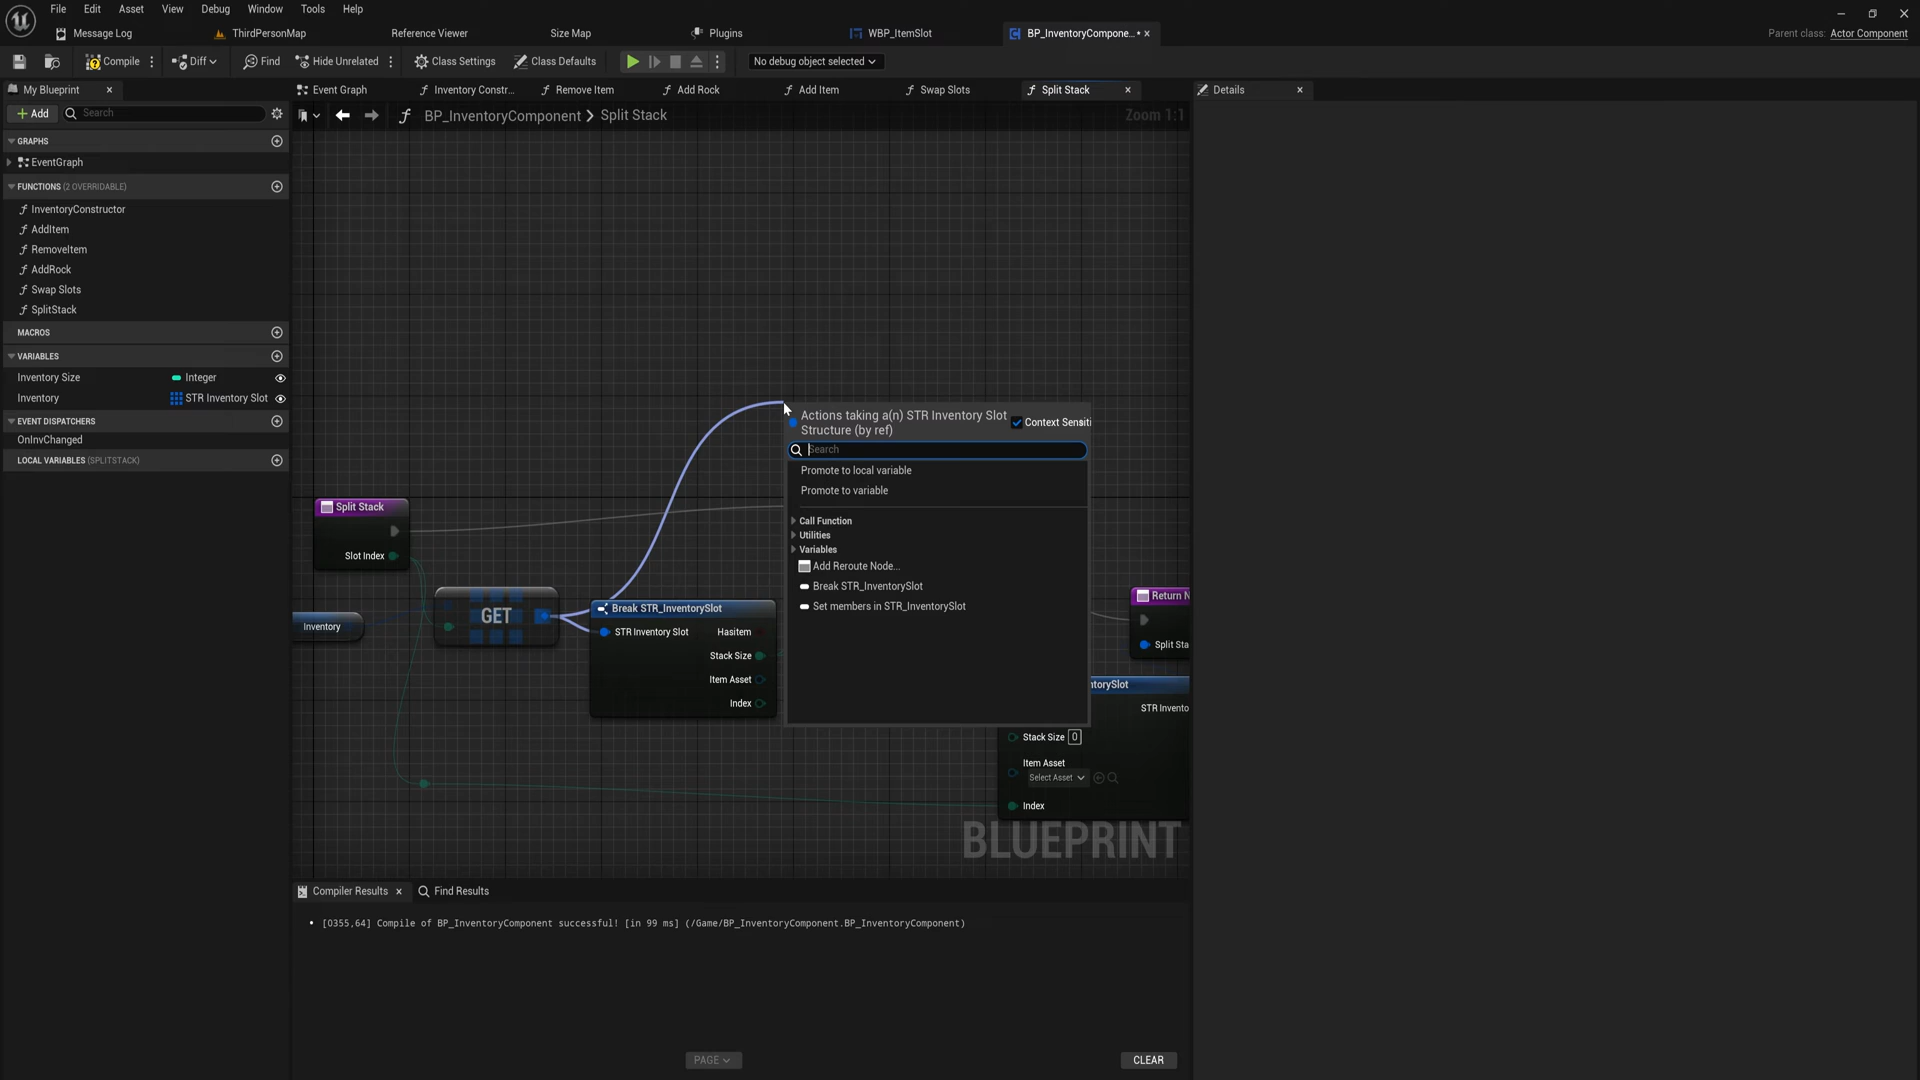 File Edit Asset View Debug Window Tools Help
Message Log ThirdPersonMap Reference Viewer Size Map Plugins WBP_ItemSlot BP_InventoryCompone... Parent class: Actor Component
Compile Diff Find Hide Unrelated Class Settings Class Defaults No debug object selected
My Blueprint Event Graph Inventory Constr... Remove Item Add Rock Add Item Swap Slots Split Stack Details
Add Search BP_InventoryComponent > Split Stack Zoom 1:1
GRAPHS
EventGraph
FUNCTIONS (2 OVERRIDABLE)
InventoryConstructor
AddItem
RemoveItem
AddRock
Swap Slots
SplitStack
MACROS
VARIABLES
Inventory Size Integer
Inventory STR Inventory Slot
EVENT DISPATCHERS
OnInvChanged
LOCAL VARIABLES (SPLITSTACK)
Split Stack
Slot Index
Inventory
GET
Break STR_InventorySlot
STR Inventory Slot Hasitem
Stack Size
Item Asset
Index
Actions taking a(n) STR Inventory Slot
Structure (by ref)
Context Sensiti
Search
Promote to local variable
Promote to variable
Call Function
Utilities
Variables
Add Reroute Node...
Break STR_InventorySlot
Set members in STR_InventorySlot
Return N
Split Sta
ntorySlot
STR Invento
Stack Size 0
Item Asset
Select Asset
Index
BLUEPRINT
Compiler Results Find Results
• [0355,64] Compile of BP_InventoryComponent successful! [in 99 ms] (/Game/BP_InventoryComponent.BP_InventoryComponent)
PAGE CLEAR